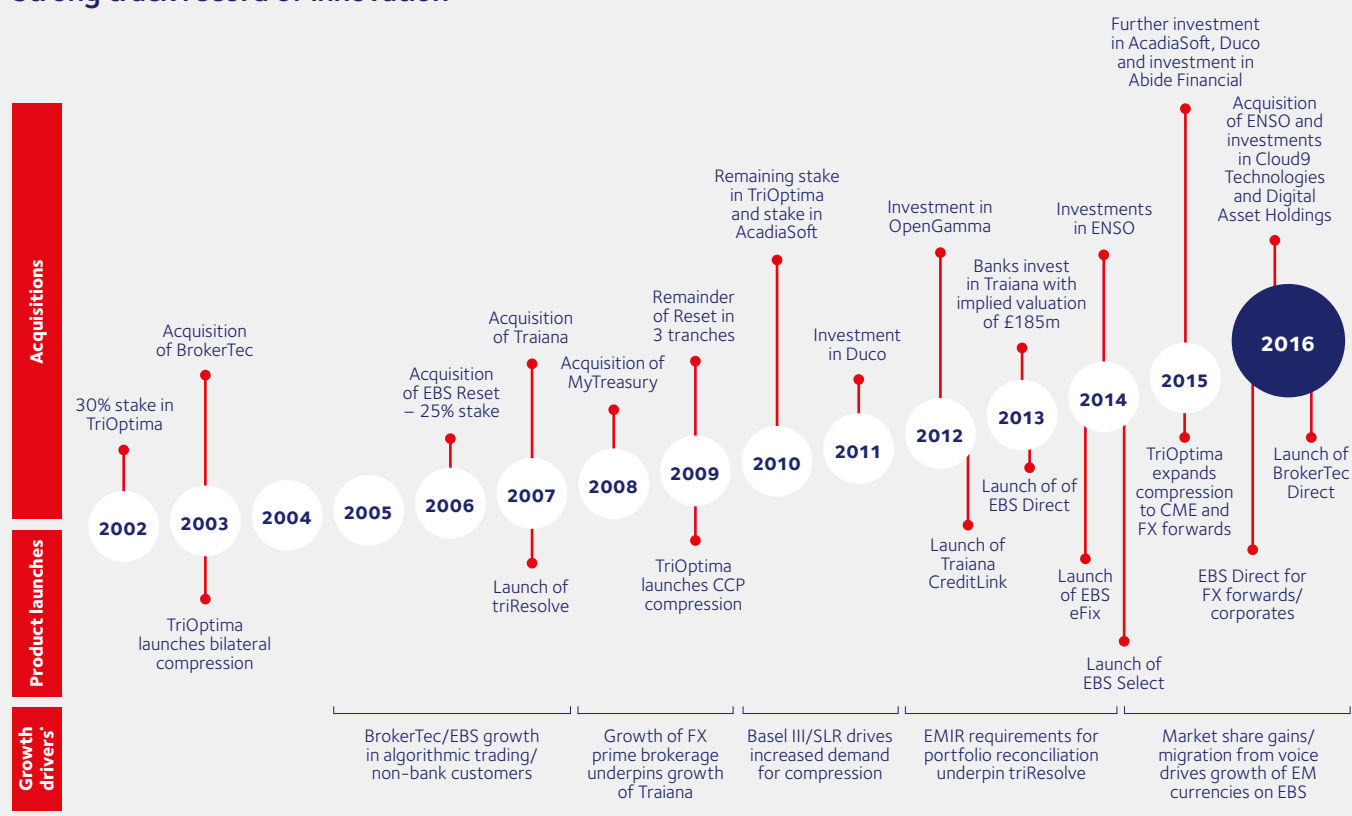 Acquisitions
Product launches
Growth
drivers*
30% stake in
TriOptima
Acquisition
of BrokerTec
Acquisition
of EBS Reset
– 25% stake
Acquisition
of Traiana
Acquisition of
MyTreasury
Remainder
of Reset in
3 tranches
Remaining stake
in TriOptima
and stake in
AcadiaSoft
Investment
in Duco
Investment in
OpenGamma
Banks invest
in Traiana with
implied valuation
of £185m
Investments
in ENSO
Further investment
in AcadiaSoft, Duco
and investment in
Abide Financial
Acquisition
of ENSO and
investments
in Cloud9
Technologies
and Digital
Asset Holdings
2002
2003
2004
2005
2006
2007
2008
2009
2010
2011
2012
2013
2014
2015
2016
TriOptima
launches bilateral
compression
Launch of
triResolve
TriOptima
launches CCP
compression
Launch of
Traiana
CreditLink
Launch of of
EBS Direct
Launch
of EBS
eFix
Launch of
EBS Select
TriOptima
expands
compression
to CME and
FX forwards
EBS Direct for
FX forwards/
corporates
Launch of
BrokerTec
Direct
BrokerTec/EBS growth
in algorithmic trading/
non-bank customers
Growth of FX
prime brokerage
underpins growth
of Traiana
Basel III/SLR drives
increased demand
for compression
EMIR requirements for
portfolio reconciliation
underpin triResolve
Market share gains/
migration from voice
drives growth of EM
currencies on EBS